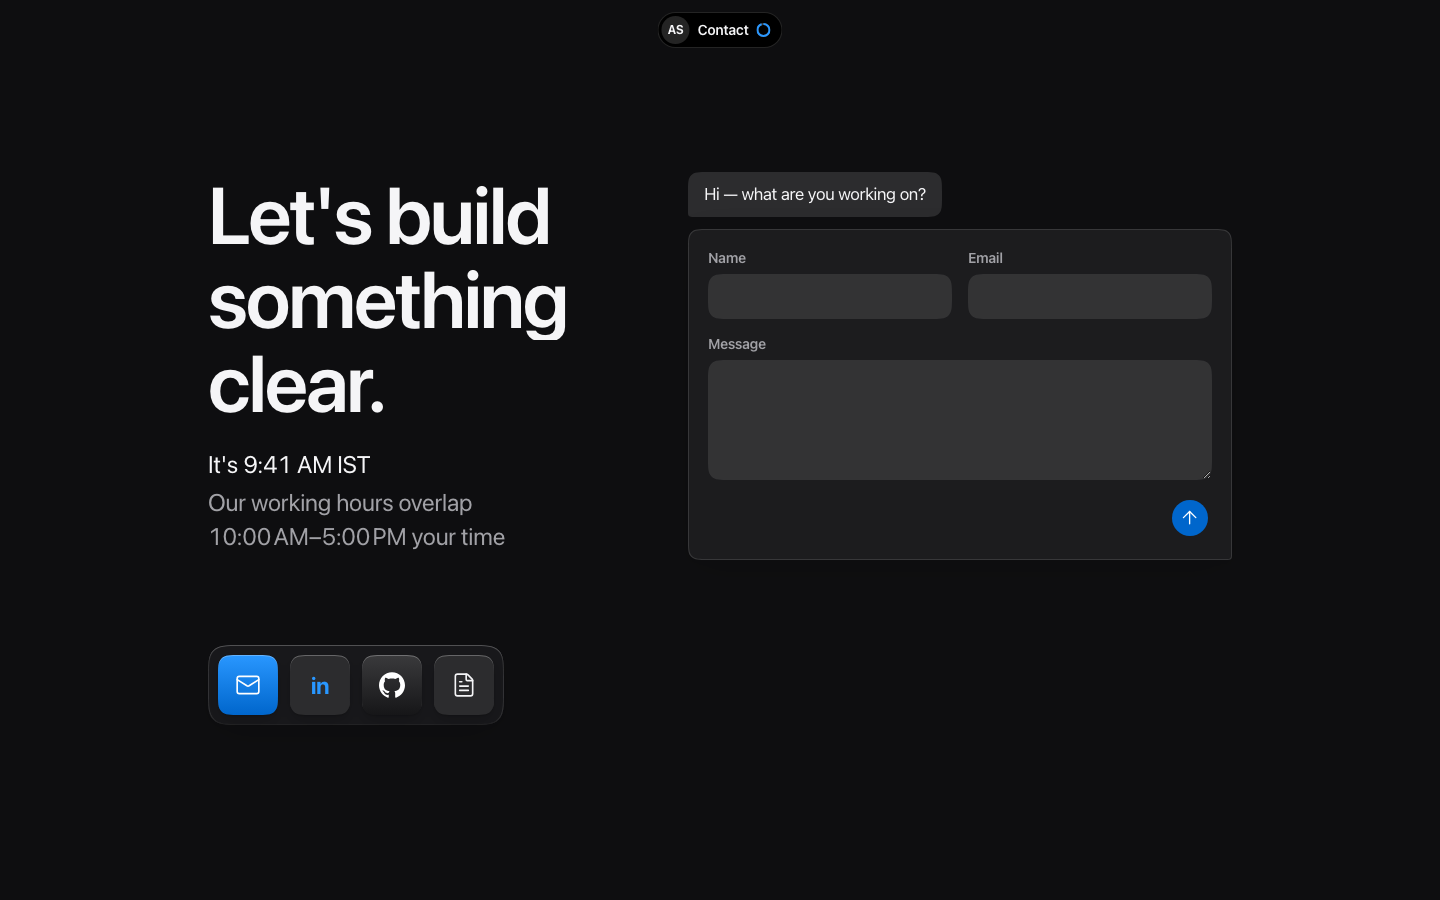 AS Contact
Let's build
something
clear.
It's 9:41 AM IST
Our working hours overlap
10:00 AM–5:00 PM your time
in
Hi — what are you working on?
Name
Email
Message